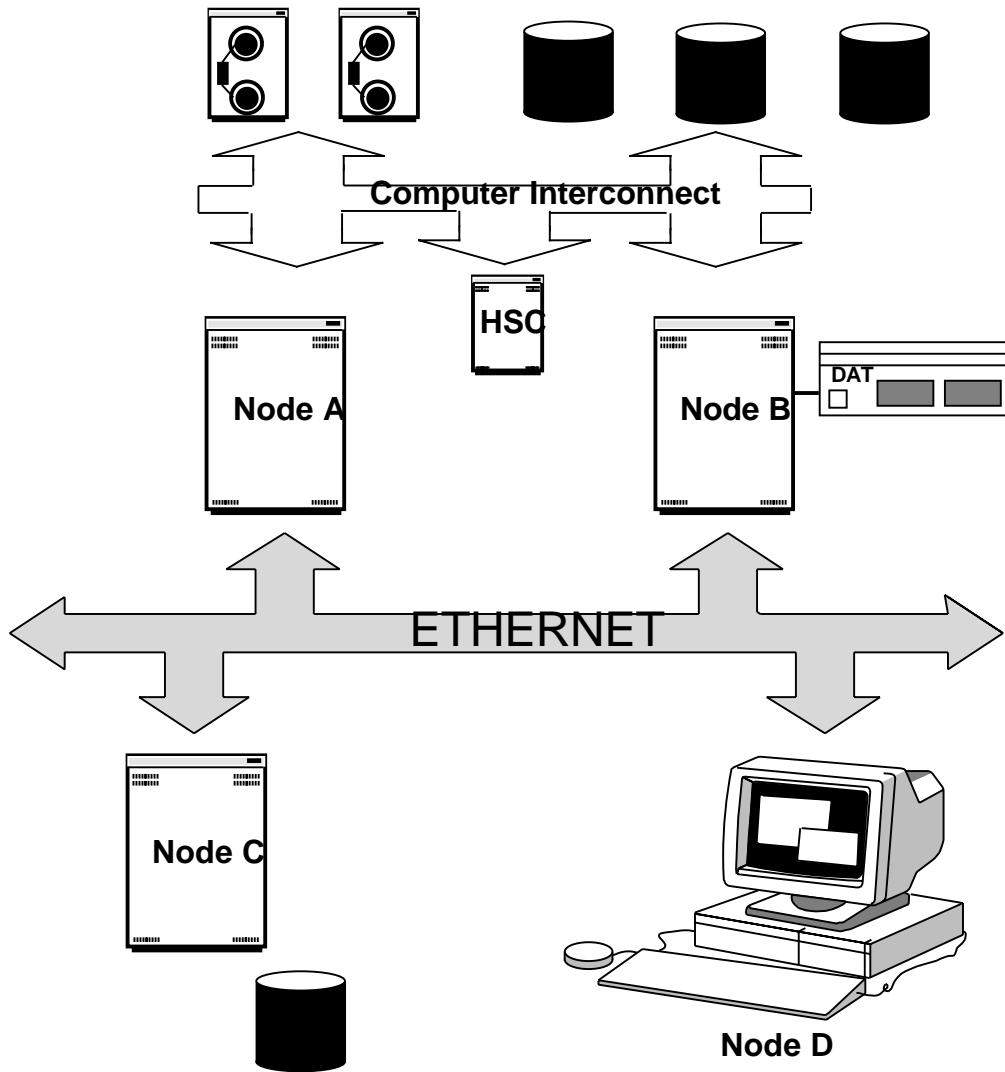 Computer Interconnect
HSC
DAT
Node A
Node B
ETHERNET
Node C
Node D